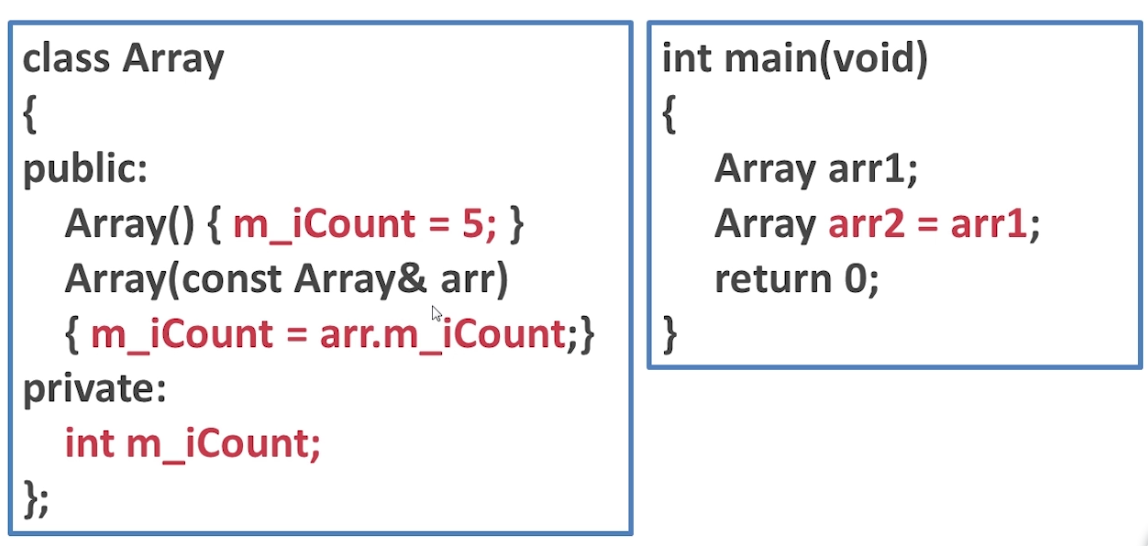 class Array
{
public:
Array() { m_iCount = 5; }
Array(const Array& arr)
{ m_iCount = arr.m_iCount;}
private:
int m_iCount;
};
int main(void)
{
Array arr1;
Array arr2 = arr1;
return 0;
}